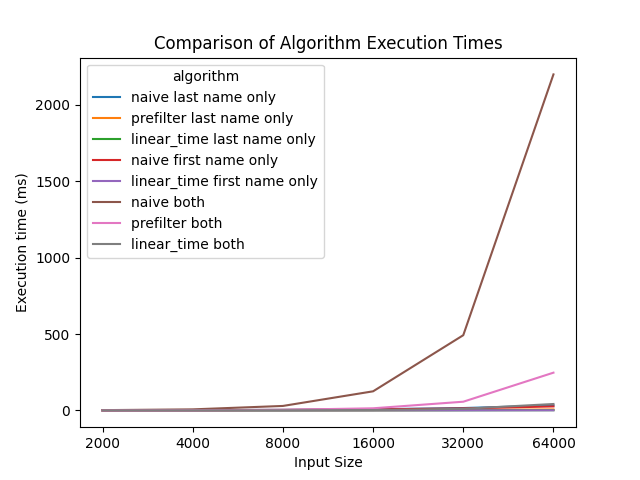 Comparison of Algorithm Execution Times
algorithm
naive last name only
prefilter last name only
linear_time last name only
naive first name only
linear_time first name only
naive both
prefilter both
linear_time both
Execution time (ms)
2000
1500
1000
500
0
2000 4000 8000 16000 32000 64000
Input Size